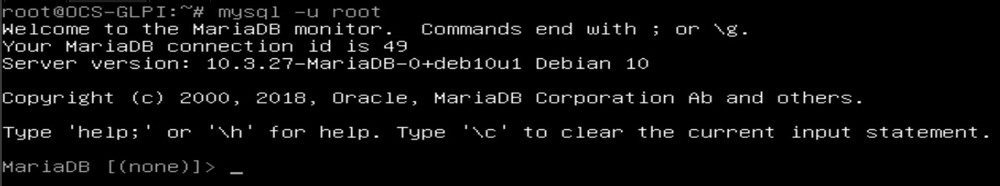 root@OCS-GLPI:~# mysql -u root
Welcome to the MariaDB monitor.  Commands end with ; or \g.
Your MariaDB connection id is 49
Server version: 10.3.27-MariaDB-0+deb10u1 Debian 10

Copyright (c) 2000, 2018, Oracle, MariaDB Corporation Ab and others.

Type 'help;' or '\h' for help. Type '\c' to clear the current input statement.

MariaDB [(none)]> _